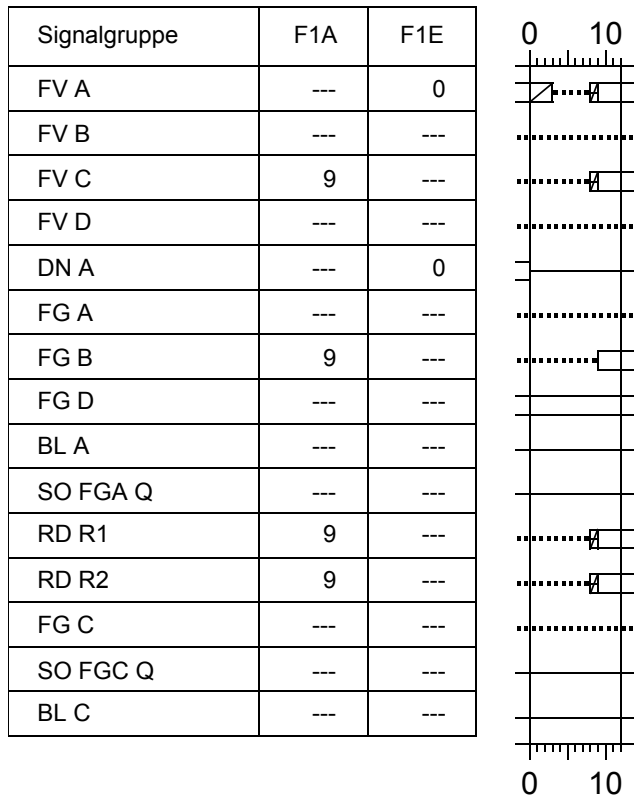 Signalgruppe F1A F1E 0 10
FV A --- 0
FV B --- ---
FV C 9 ---
FV D --- ---
DN A --- 0
FG A --- ---
FG B 9 ---
FG D --- ---
BL A --- ---
SO FGA Q --- ---
RD R1 9 ---
RD R2 9 ---
FG C --- ---
SO FGC Q --- ---
BL C --- ---
0 10